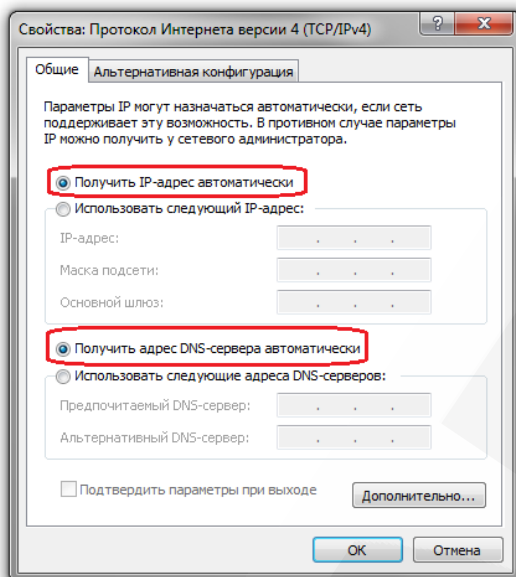 Свойства: Протокол Интернета версии 4 (TCP/IPv4)
?
Общие
Альтернативная конфигурация
Параметры IP могут назначаться автоматически, если сеть
поддерживает эту возможность. В противном случае параметры
IP можно получить у сетевого администратора.
Получить IP-адрес автоматически
Использовать следующий IP-адрес:
IP-адрес:
Маска подсети:
Основной шлюз:
Получить адрес DNS-сервера автоматически
Использовать следующие адреса DNS-серверов:
Предпочитаемый DNS-сервер:
Альтернативный DNS-сервер:
Подтвердить параметры при выходе
Дополнительно...
ОК
Отмена